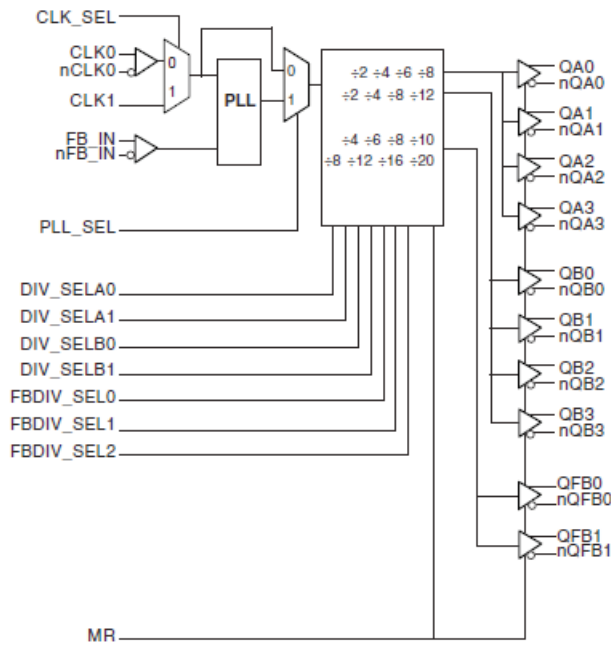 CLK_SEL
CLK0
nCLK0
0
CLK1
1
PLL
0
1
FB_IN
nFB_IN
PLL_SEL
÷2 ÷4 ÷6 ÷8
÷2 ÷4 ÷8 ÷12
÷4 ÷6 ÷8 ÷10
÷8 ÷12 ÷16 ÷20
DIV_SELA0
DIV_SELA1
DIV_SELB0
DIV_SELB1
FBDIV_SEL0
FBDIV_SEL1
FBDIV_SEL2
MR
QA0
nQA0
QA1
nQA1
QA2
nQA2
QA3
nQA3
QB0
nQB0
QB1
nQB1
QB2
nQB2
QB3
nQB3
QFB0
nQFB0
QFB1
nQFB1